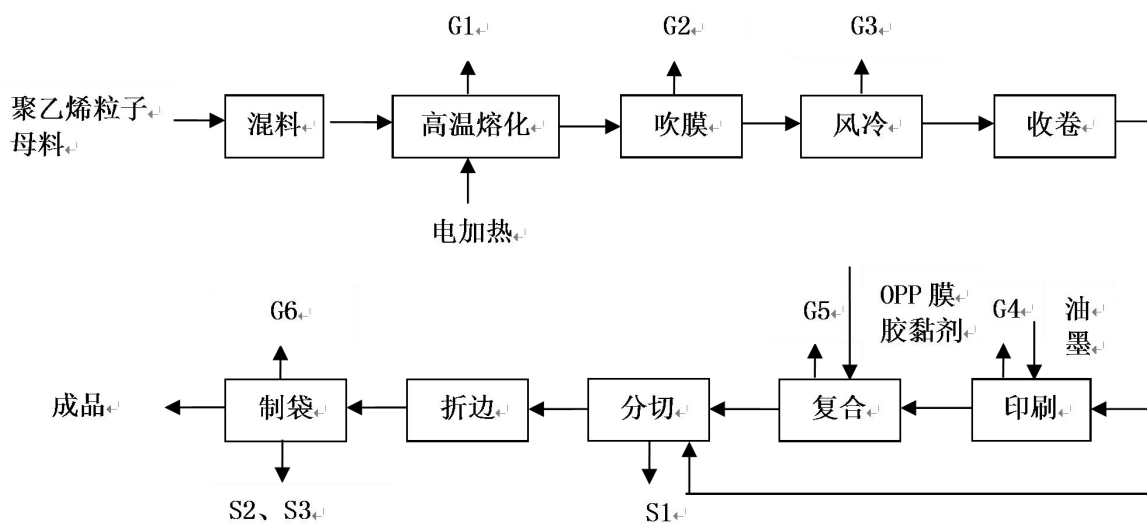 G1
G2
G3
聚乙烯粒子
母料
混料
高温熔化
吹膜
风冷
收卷
电加热
G6
G5
OPP 膜
胶黏剂
G4
油
墨
成品
制袋
折边
分切
复合
印刷
S2、S3
S1